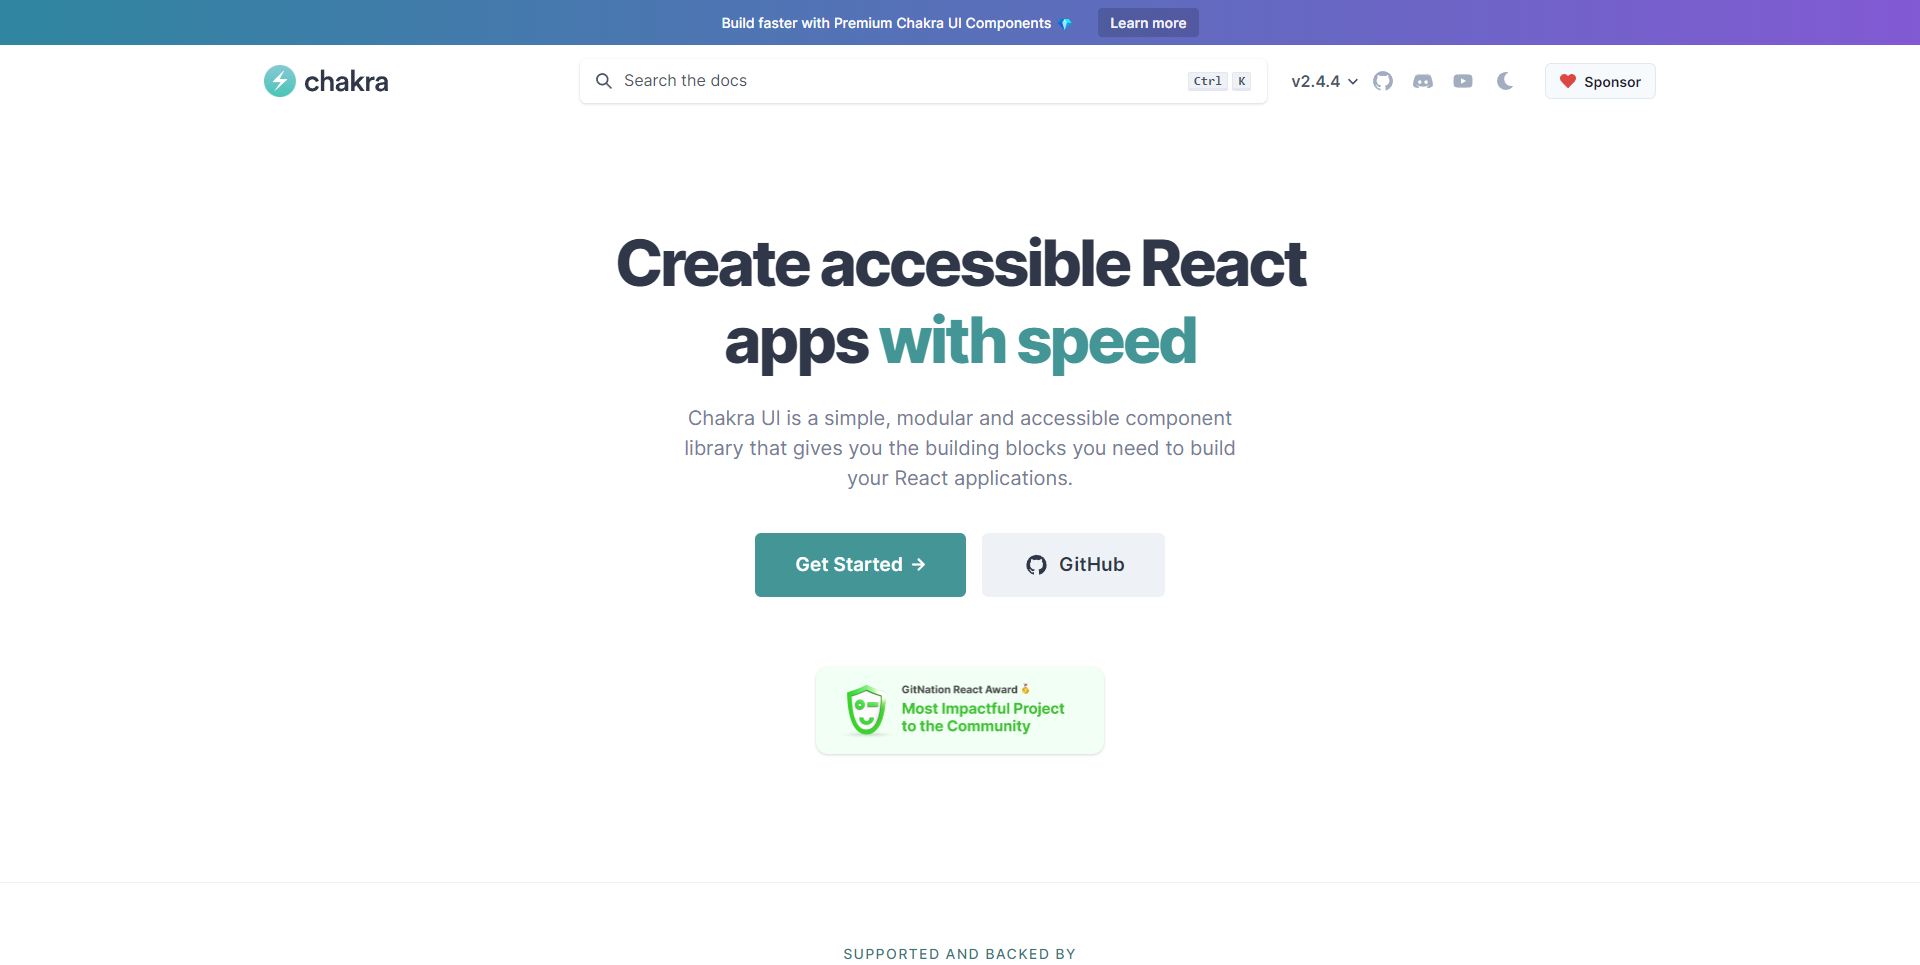 Build faster with Premium Chakra UI Components 💎 Learn more
chakra
Search the docs Ctrl K
v2.4.4
Sponsor
Create accessible React
apps with speed
Chakra UI is a simple, modular and accessible component
library that gives you the building blocks you need to build
your React applications.
Get Started →
GitHub
GitNation React Award 🏅
Most Impactful Project
to the Community
SUPPORTED AND BACKED BY